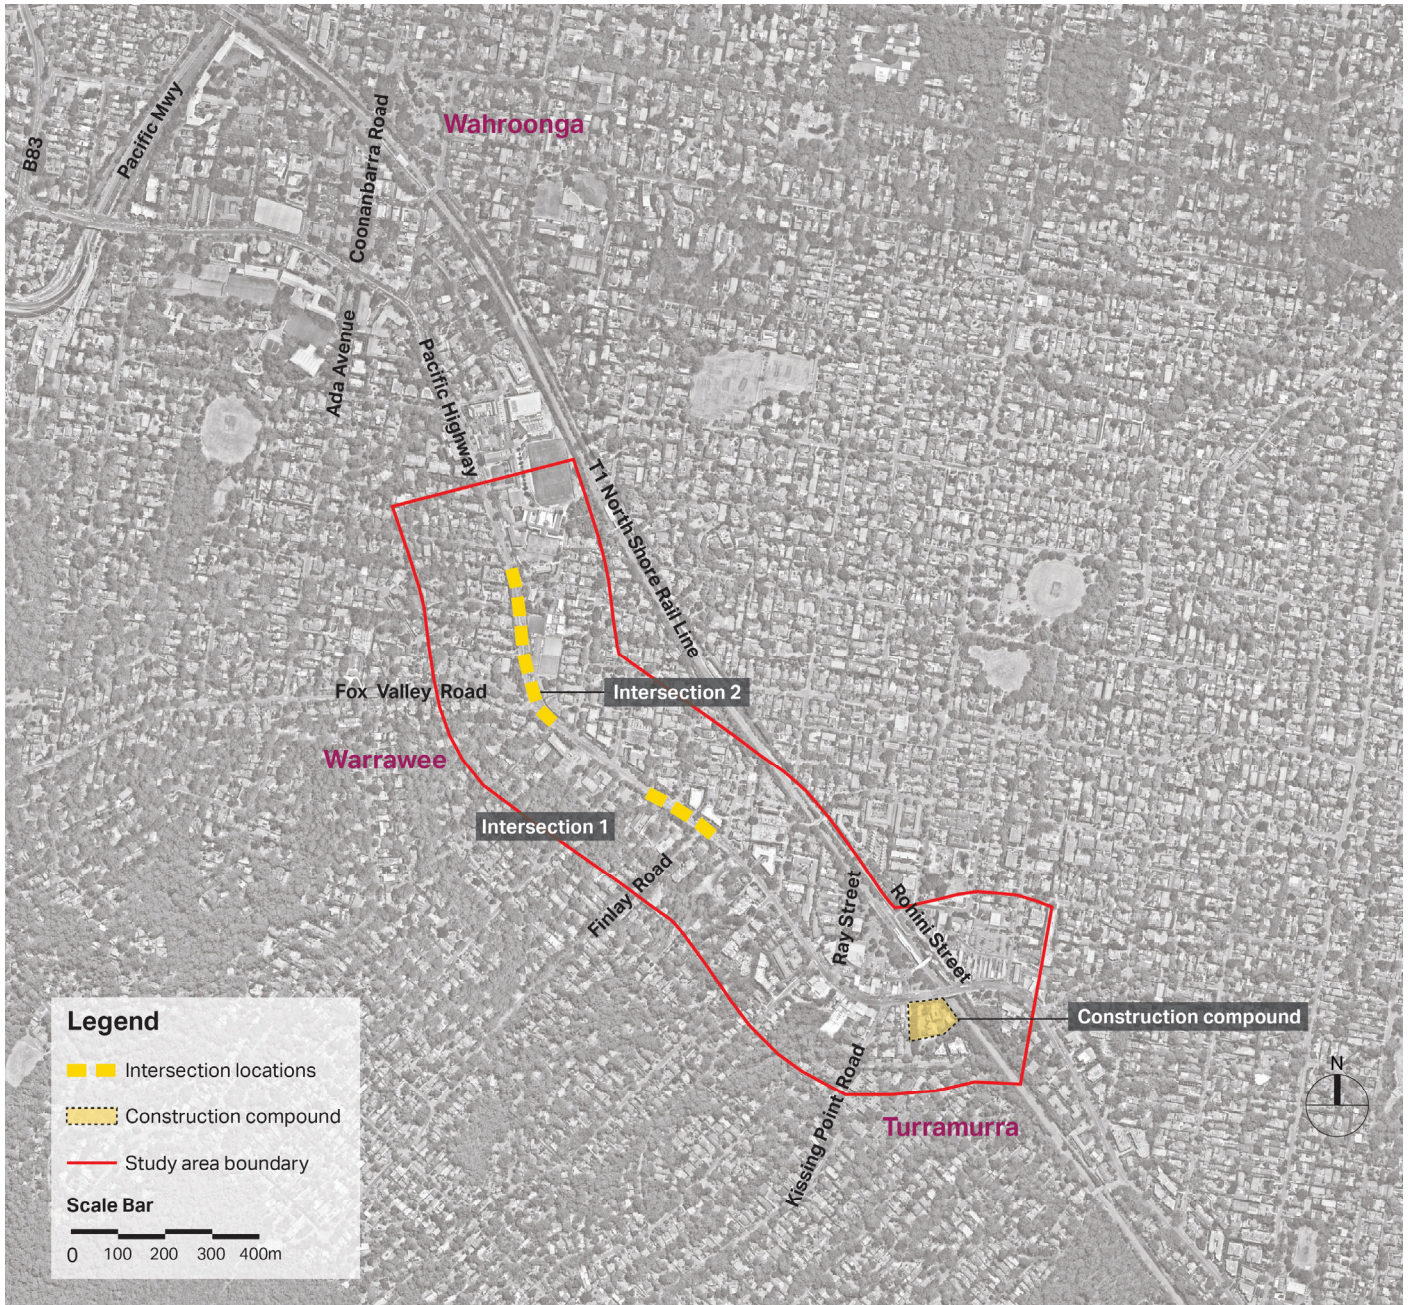 Wahroonga
B83
Pacific Mwy
Coonanbarra Road
Ada Avenue
Pacific Highway
T1 North Shore Rail Line
Fox Valley Road
Intersection 2
Warrawee
Intersection 1
Finlay Road
Ray Street
Rohini Street
Construction compound
Kissing Point Road
Turramurra
N
Legend
Intersection locations
Construction compound
Study area boundary
Scale Bar
0 100 200 300 400m